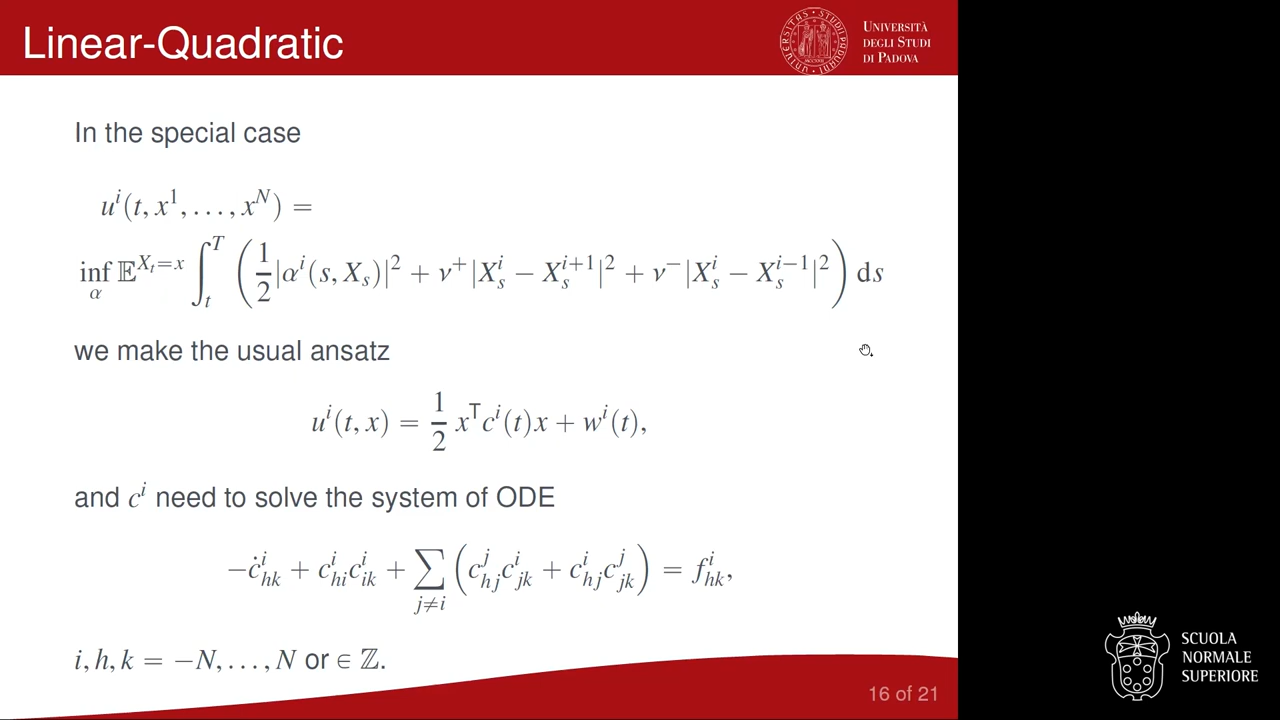 Linear-Quadratic
UNIVERSITÀ
DEGLI STUDI
DI PADOVA
In the special case
u^i(t, x^1, …, x^N) =
inf_α 𝔼^{X_t=x} ∫_t^T ( 1/2 |α^i(s, X_s)|^2 + ν^+ |X_s^i − X_s^{i+1}|^2 + ν^− |X_s^i − X_s^{i−1}|^2 ) ds
we make the usual ansatz
u^i(t, x) = 1/2 x^T c^i(t)x + w^i(t),
and c^i need to solve the system of ODE
−ċ^i_{hk} + c^i_{hi} c^i_{ik} + ∑_{j≠i} ( c^j_{hj} c^i_{jk} + c^i_{hj} c^j_{jk} ) = f^i_{hk},
i, h, k = −N, …, N or ∈ ℤ.
16 of 21
SCUOLA
NORMALE
SUPERIORE